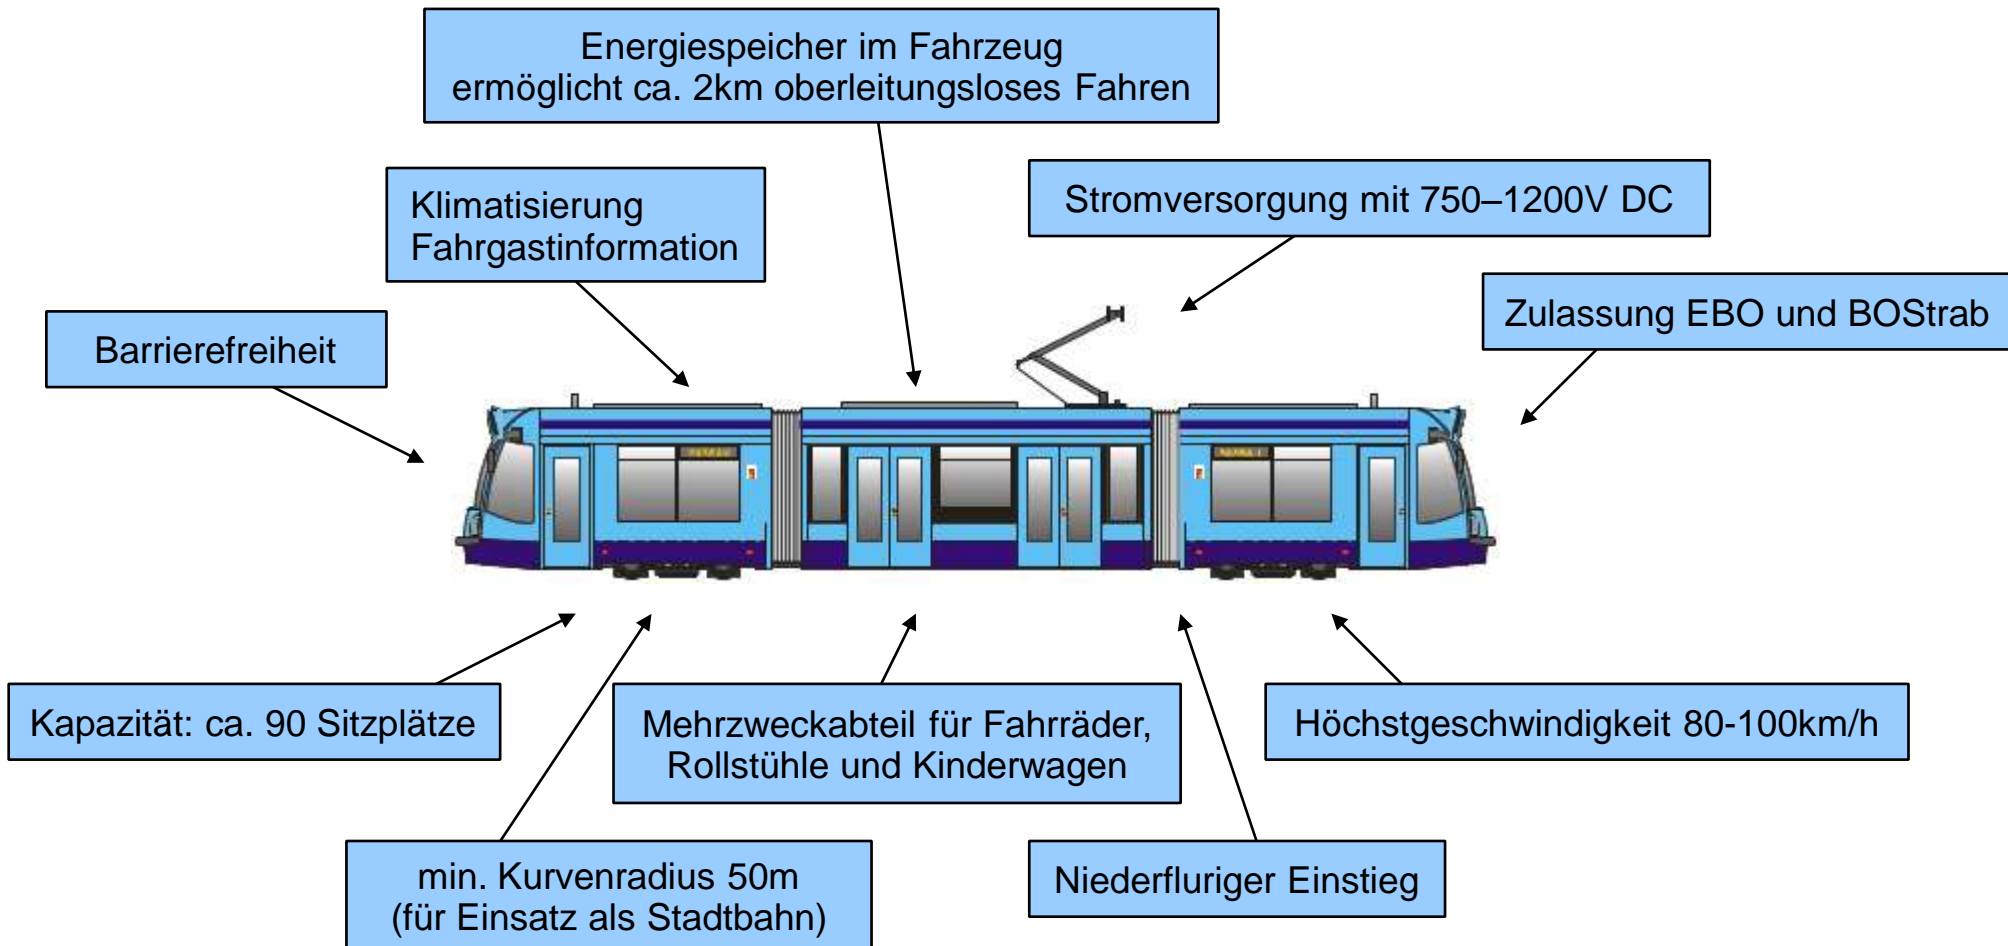 Energiespeicher im Fahrzeug
ermöglicht ca. 2km oberleitungsloses Fahren
Klimatisierung
Fahrgastinformation
Stromversorgung mit 750–1200V DC
Zulassung EBO und BOStrab
Barrierefreiheit
Kapazität: ca. 90 Sitzplätze
Mehrzweckabteil für Fahrräder,
Rollstühle und Kinderwagen
Höchstgeschwindigkeit 80-100km/h
min. Kurvenradius 50m
(für Einsatz als Stadtbahn)
Niederfluriger Einstieg